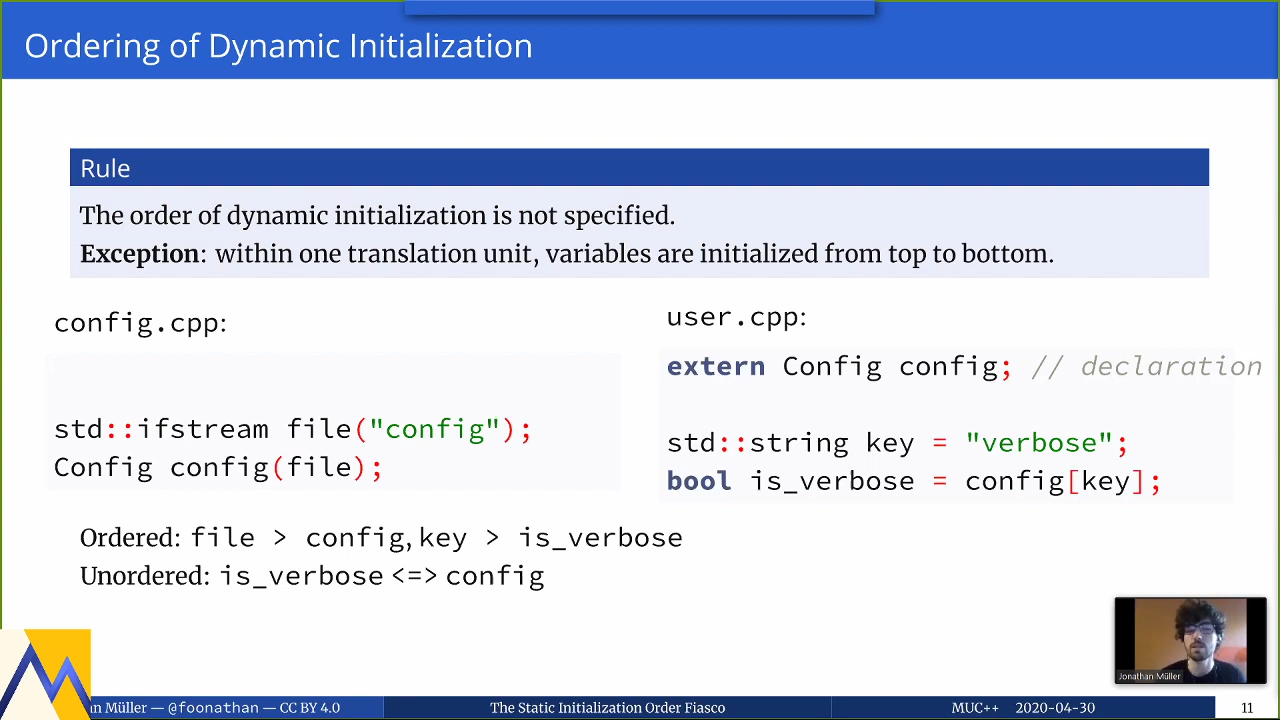 Ordering of Dynamic Initialization
Rule
The order of dynamic initialization is not specified.
Exception: within one translation unit, variables are initialized from top to bottom.
config.cpp:
std::ifstream file("config");
Config config(file);
user.cpp:
extern Config config; // declaration
std::string key = "verbose";
bool is_verbose = config[key];
Ordered: file > config, key > is_verbose
Unordered: is_verbose <=> config
Jonathan Müller
an Müller — @foonathan — CC BY 4.0
The Static Initialization Order Fiasco
MUC++ 2020-04-30
11